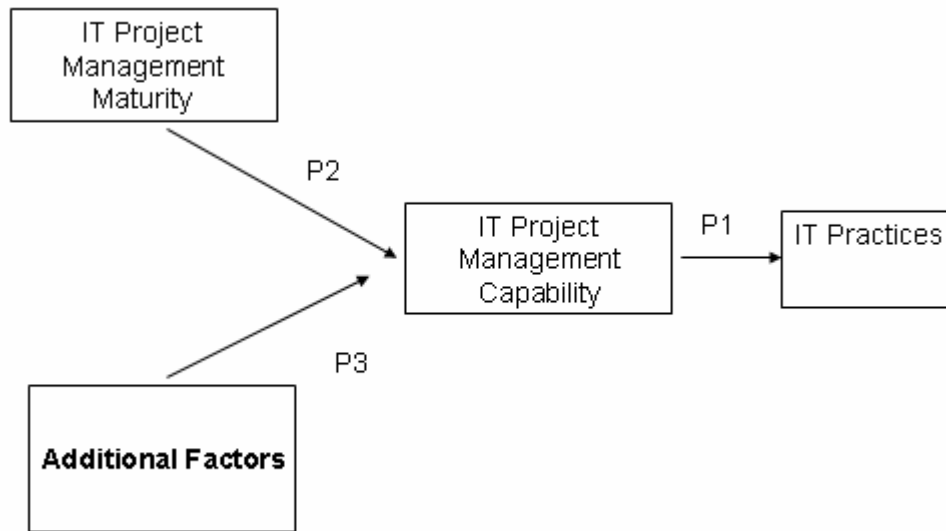 IT Project
Management
Maturity
P2
IT Project
Management
Capability
P1
IT Practices
P3
Additional Factors